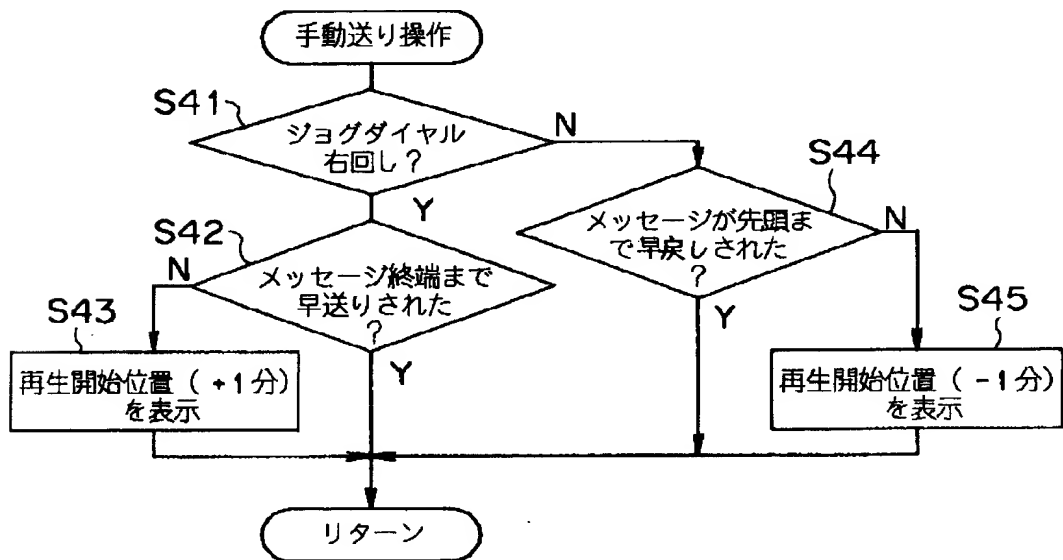 手動送り操作
S41
ジョグダイヤル
右回し?
N
Y
S44
メッセージが先頭ま
で早戻しされた
?
N
Y
S42
メッセージ終端まで
早送りされた
?
N
Y
S43
再生開始位置(+1分)
を表示
S45
再生開始位置(-1分)
を表示
リターン